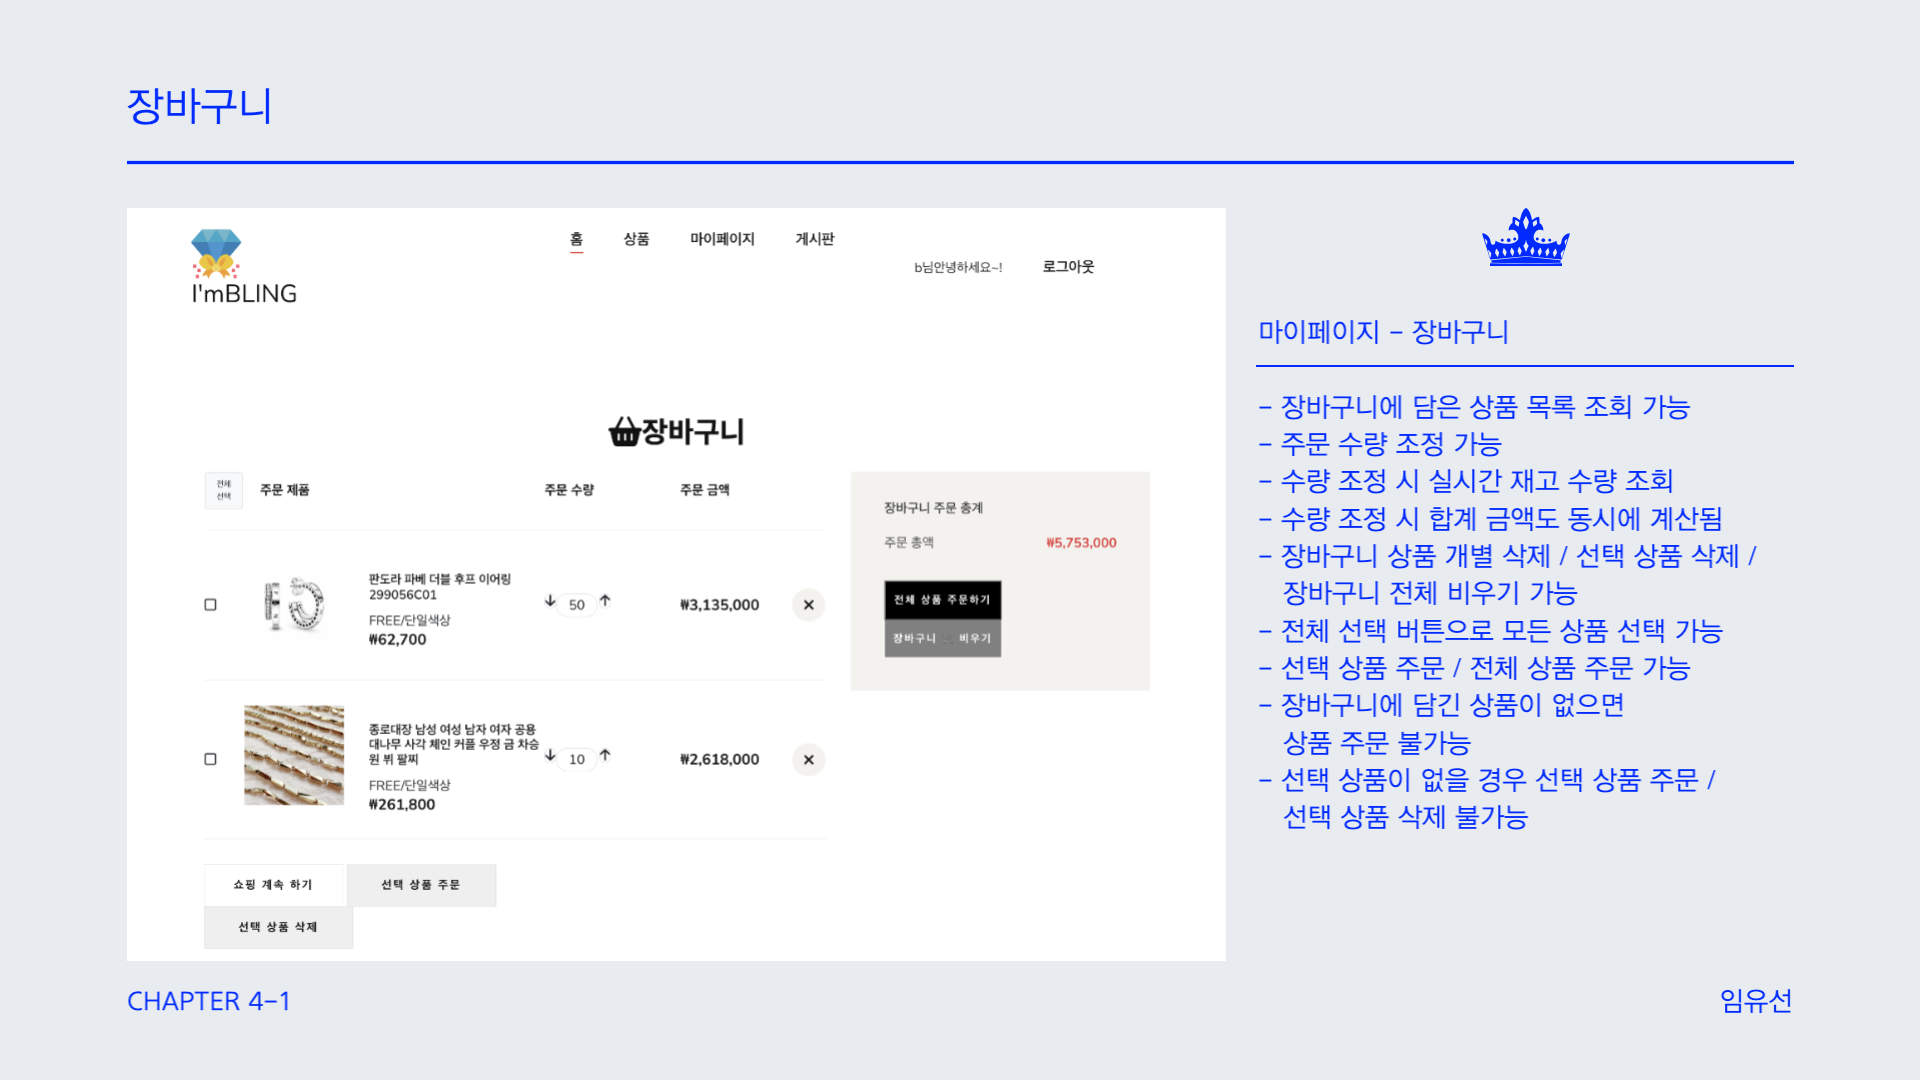 장바구니
I'mBLING
홈 상품 마이페이지 게시판
b님안녕하세요~! 로그아웃
장바구니
전체
선택
주문 제품 주문 수량 주문 금액
판도라 파베 더블 후프 이어링
299056C01
FREE/단일색상
₩62,700
50
₩3,135,000
종로대장 남성 여성 남자 여자 공용
대나무 사각 체인 커플 우정 금 차승
원 뷔 팔찌
FREE/단일색상
₩261,800
10
₩2,618,000
쇼핑 계속 하기 선택 상품 주문
선택 상품 삭제
장바구니 주문 총계
주문 총액 ₩5,753,000
전체 상품 주문하기
장바구니 비우기
마이페이지 - 장바구니
- 장바구니에 담은 상품 목록 조회 가능
- 주문 수량 조정 가능
- 수량 조정 시 실시간 재고 수량 조회
- 수량 조정 시 합계 금액도 동시에 계산됨
- 장바구니 상품 개별 삭제 / 선택 상품 삭제 /
장바구니 전체 비우기 가능
- 전체 선택 버튼으로 모든 상품 선택 가능
- 선택 상품 주문 / 전체 상품 주문 가능
- 장바구니에 담긴 상품이 없으면
상품 주문 불가능
- 선택 상품이 없을 경우 선택 상품 주문 /
선택 상품 삭제 불가능
CHAPTER 4-1
임유선